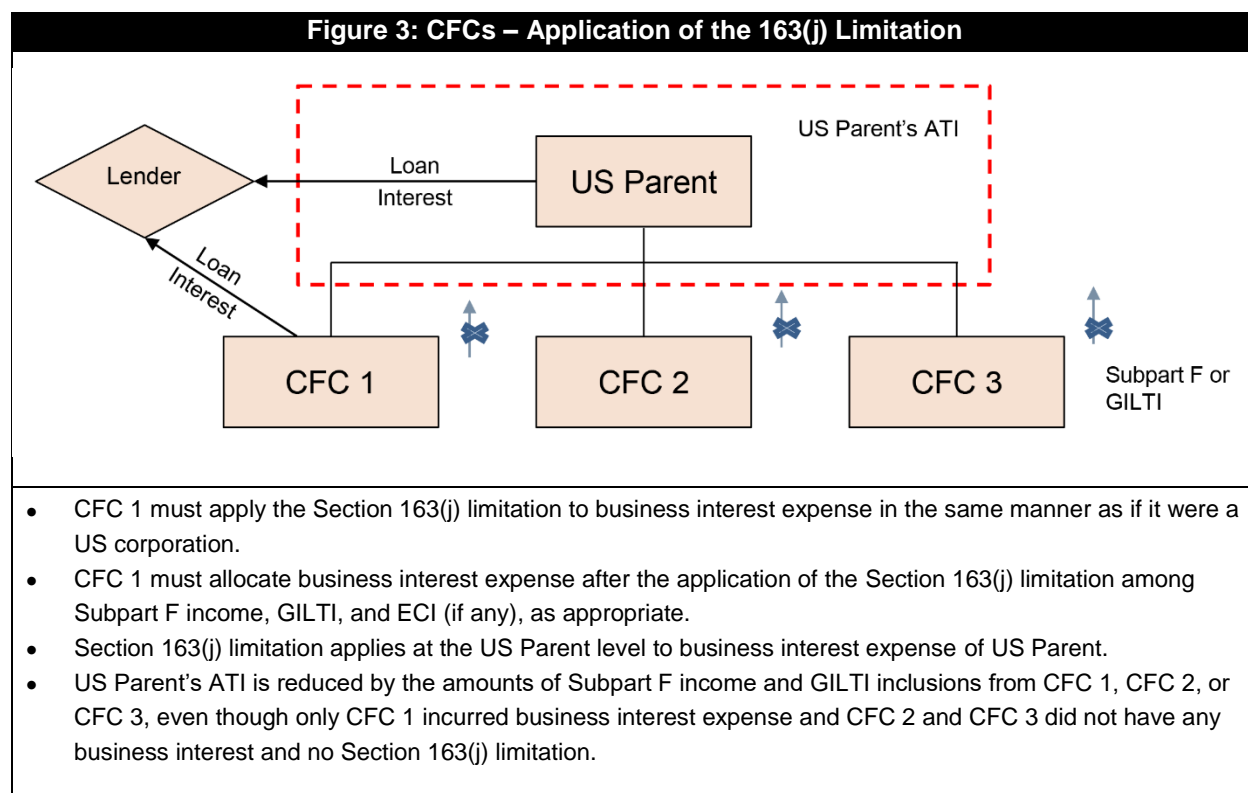 Figure 3: CFCs – Application of the 163(j) Limitation
US Parent's ATI
Lender
Loan
Interest
US Parent
Loan
Interest
CFC 1
CFC 2
CFC 3
Subpart F or
GILTI
• CFC 1 must apply the Section 163(j) limitation to business interest expense in the same manner as if it were a
US corporation.
• CFC 1 must allocate business interest expense after the application of the Section 163(j) limitation among
Subpart F income, GILTI, and ECI (if any), as appropriate.
• Section 163(j) limitation applies at the US Parent level to business interest expense of US Parent.
• US Parent's ATI is reduced by the amounts of Subpart F income and GILTI inclusions from CFC 1, CFC 2, or
CFC 3, even though only CFC 1 incurred business interest expense and CFC 2 and CFC 3 did not have any
business interest and no Section 163(j) limitation.